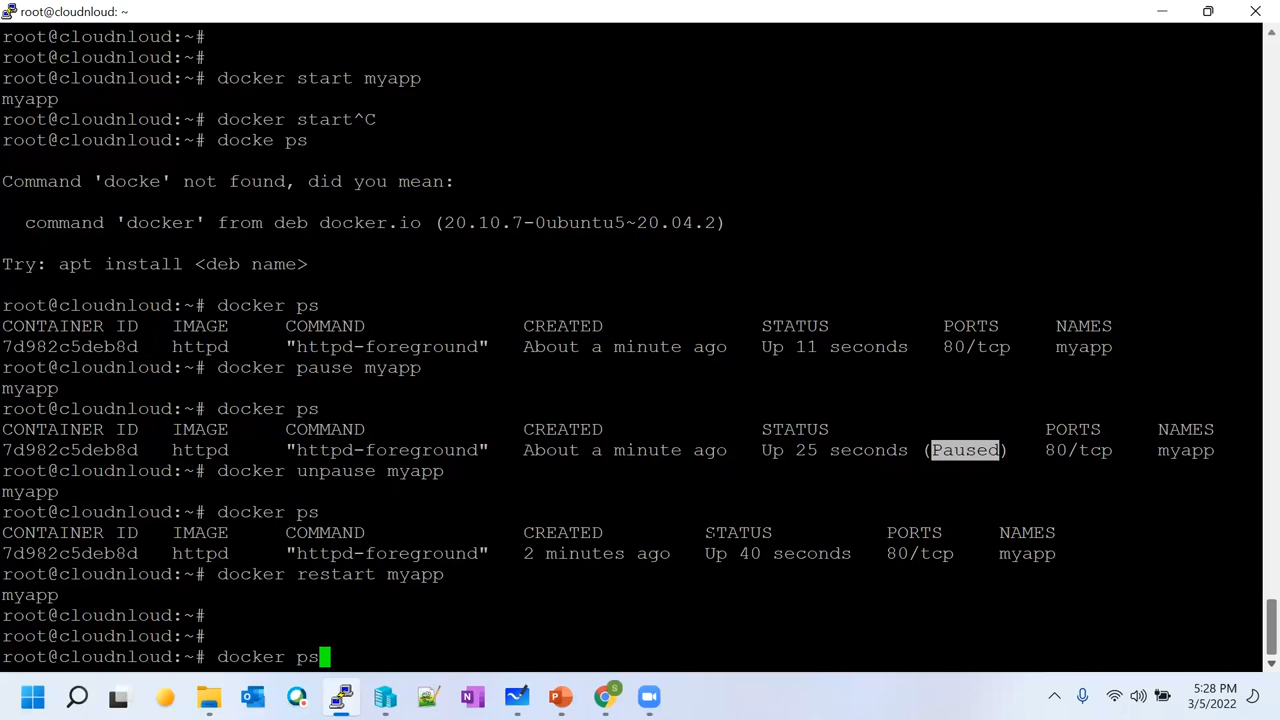 root@cloudnloud: ~
root@cloudnloud:~#
root@cloudnloud:~#
root@cloudnloud:~# docker start myapp
myapp
root@cloudnloud:~# docker start^C
root@cloudnloud:~# docke ps
Command 'docke' not found, did you mean:
command 'docker' from deb docker.io (20.10.7-0ubuntu5~20.04.2)
Try: apt install <deb name>
root@cloudnloud:~# docker ps
CONTAINER ID IMAGE COMMAND CREATED STATUS PORTS NAMES
7d982c5deb8d httpd "httpd-foreground" About a minute ago Up 11 seconds 80/tcp myapp
root@cloudnloud:~# docker pause myapp
myapp
root@cloudnloud:~# docker ps
CONTAINER ID IMAGE COMMAND CREATED STATUS PORTS NAMES
7d982c5deb8d httpd "httpd-foreground" About a minute ago Up 25 seconds (Paused) 80/tcp myapp
root@cloudnloud:~# docker unpause myapp
myapp
root@cloudnloud:~# docker ps
CONTAINER ID IMAGE COMMAND CREATED STATUS PORTS NAMES
7d982c5deb8d httpd "httpd-foreground" 2 minutes ago Up 40 seconds 80/tcp myapp
root@cloudnloud:~# docker restart myapp
myapp
root@cloudnloud:~#
root@cloudnloud:~#
root@cloudnloud:~# docker ps
5:28 PM
3/5/2022